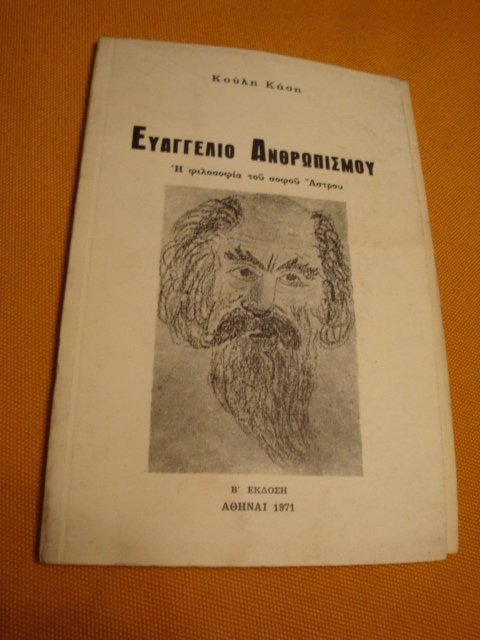 Κούλη Κάση
ΕΥΑΓΓΕΛΙΟ ΑΝΘΡΩΠΙΣΜΟΥ
Ἡ φιλοσοφία τοῦ σοφοῦ Ἄστρου
Β' ΕΚΔΟΣΗ
ΑΘΗΝΑΙ 1971